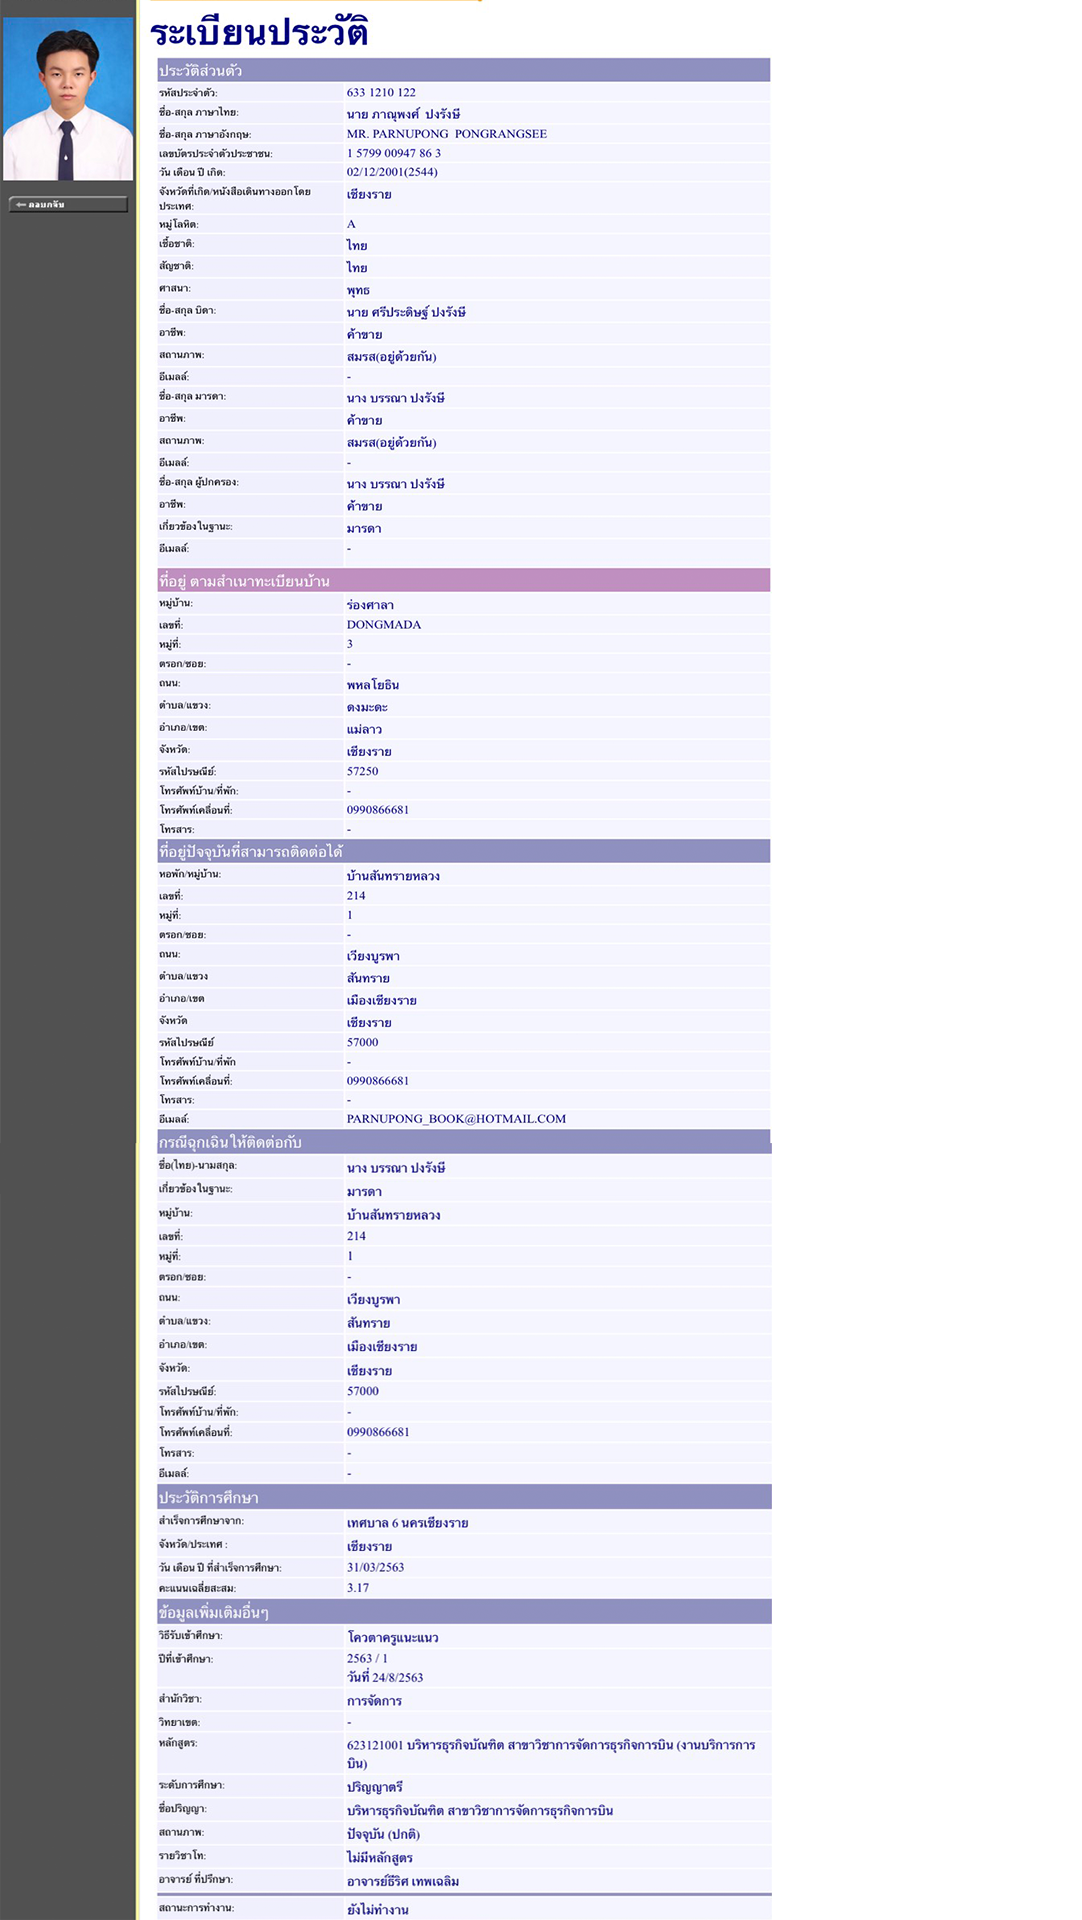 ระเบียนประวัติ
ประวัติส่วนตัว
รหัสประจำตัว: 633 1210 122
ชื่อ-สกุล ภาษาไทย: นาย ภาณุพงศ์ ปงรังษี
ชื่อ-สกุล ภาษาอังกฤษ: MR. PARNUPONG PONGRANGSEE
เลขบัตรประจำตัวประชาชน: 1 5799 00947 86 3
วัน เดือน ปี เกิด: 02/12/2001(2544)
จังหวัดที่เกิด/หนังสือเดินทางออกโดย เชียงราย
ประเทศ:
หมู่โลหิต: A
เชื้อชาติ: ไทย
สัญชาติ: ไทย
ศาสนา: พุทธ
ชื่อ-สกุล บิดา: นาย ศรีประดิษฐ์ ปงรังษี
อาชีพ: ค้าขาย
สถานภาพ: สมรส(อยู่ด้วยกัน)
อีเมลล์: -
ชื่อ-สกุล มารดา: นาง บรรณา ปงรังษี
อาชีพ: ค้าขาย
สถานภาพ: สมรส(อยู่ด้วยกัน)
อีเมลล์: -
ชื่อ-สกุล ผู้ปกครอง: นาง บรรณา ปงรังษี
อาชีพ: ค้าขาย
เกี่ยวข้องในฐานะ: มารดา
อีเมลล์: -
ที่อยู่ ตามสำเนาทะเบียนบ้าน
หมู่บ้าน: ร่องศาลา
เลขที่: DONGMADA
หมู่ที่: 3
ตรอก/ซอย: -
ถนน: พหลโยธิน
ตำบล/แขวง: ดงมะดะ
อำเภอ/เขต: แม่ลาว
จังหวัด: เชียงราย
รหัสไปรษณีย์: 57250
โทรศัพท์บ้าน/ที่พัก: -
โทรศัพท์เคลื่อนที่: 0990866681
โทรสาร: -
ที่อยู่ปัจจุบันที่สามารถติดต่อได้
หอพัก/หมู่บ้าน: บ้านสันทรายหลวง
เลขที่: 214
หมู่ที่: 1
ตรอก/ซอย: -
ถนน: เวียงบูรพา
ตำบล/แขวง สันทราย
อำเภอ/เขต เมืองเชียงราย
จังหวัด เชียงราย
รหัสไปรษณีย์ 57000
โทรศัพท์บ้าน/ที่พัก -
โทรศัพท์เคลื่อนที่: 0990866681
โทรสาร: -
อีเมลล์: PARNUPONG_BOOK@HOTMAIL.COM
กรณีฉุกเฉินให้ติดต่อกับ
ชื่อ(ไทย)-นามสกุล: นาง บรรณา ปงรังษี
เกี่ยวข้องในฐานะ: มารดา
หมู่บ้าน: บ้านสันทรายหลวง
เลขที่: 214
หมู่ที่: 1
ตรอก/ซอย: -
ถนน: เวียงบูรพา
ตำบล/แขวง: สันทราย
อำเภอ/เขต: เมืองเชียงราย
จังหวัด: เชียงราย
รหัสไปรษณีย์: 57000
โทรศัพท์บ้าน/ที่พัก: -
โทรศัพท์เคลื่อนที่: 0990866681
โทรสาร: -
อีเมลล์: -
ประวัติการศึกษา
สำเร็จการศึกษาจาก: เทศบาล 6 นครเชียงราย
จังหวัด/ประเทศ : เชียงราย
วัน เดือน ปี ที่สำเร็จการศึกษา: 31/03/2563
คะแนนเฉลี่ยสะสม: 3.17
ข้อมูลเพิ่มเติมอื่นๆ
วิธีรับเข้าศึกษา: โควตาครูแนะแนว
ปีที่เข้าศึกษา: 2563 / 1
วันที่ 24/8/2563
สำนักวิชา: การจัดการ
วิทยาเขต: -
หลักสูตร: 623121001 บริหารธุรกิจบัณฑิต สาขาวิชาการจัดการธุรกิจการบิน (งานบริการการ
บิน)
ระดับการศึกษา: ปริญญาตรี
ชื่อปริญญา: บริหารธุรกิจบัณฑิต สาขาวิชาการจัดการธุรกิจการบิน
สถานภาพ: ปัจจุบัน (ปกติ)
รายวิชาโท: ไม่มีหลักสูตร
อาจารย์ ที่ปรึกษา: อาจารย์ธีริศ เทพเฉลิม
สถานะการทำงาน: ยังไม่ทำงาน